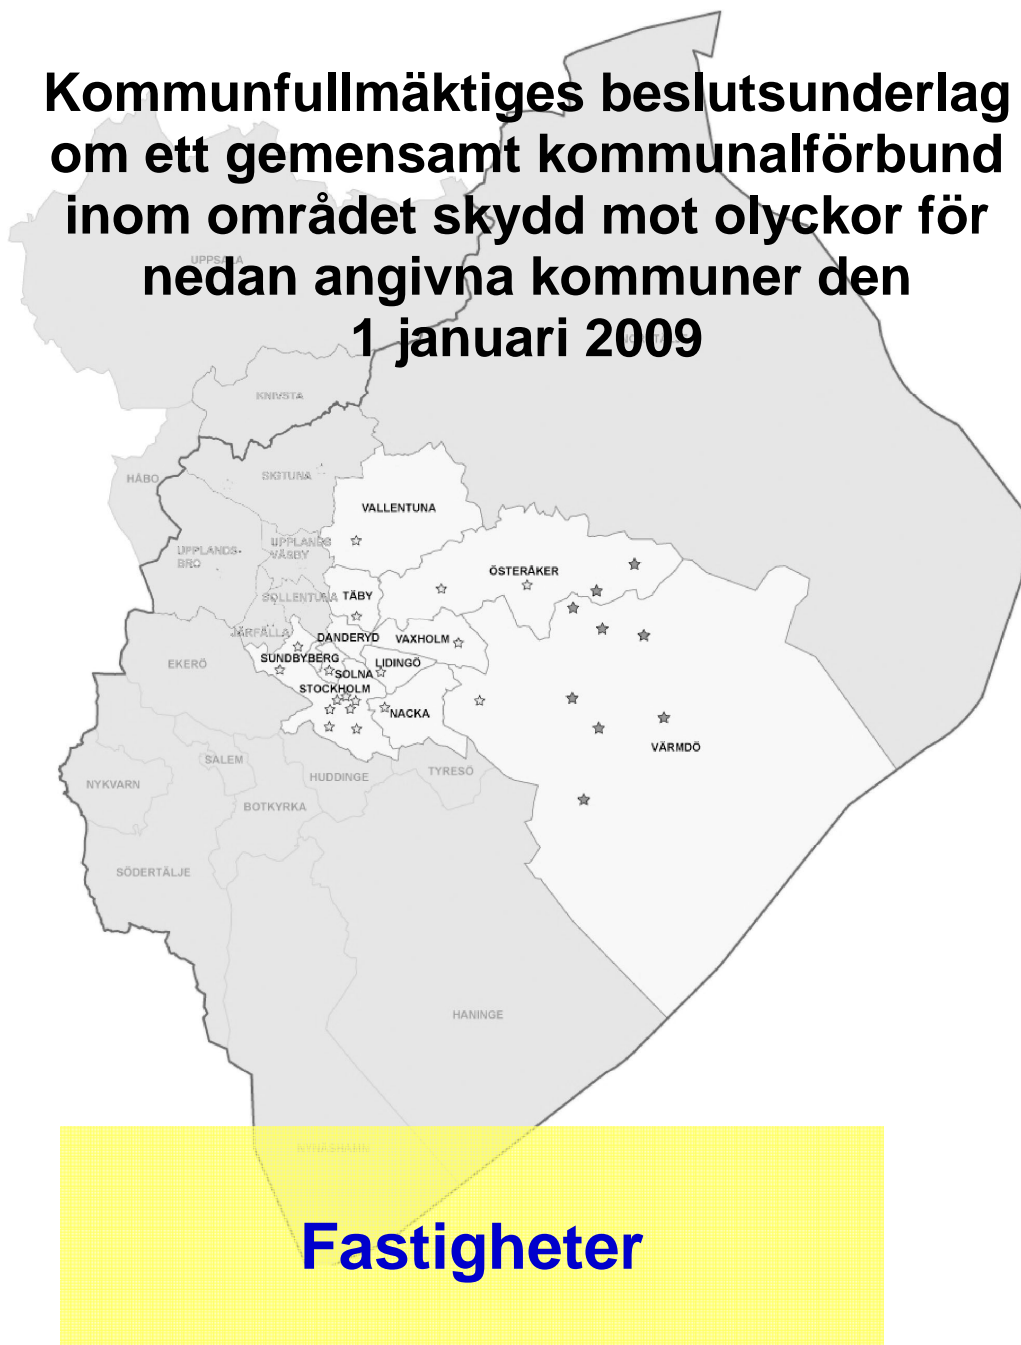 Kommunfullmäktiges beslutsunderlag
om ett gemensamt kommunalförbund
inom området skydd mot olyckor för
nedan angivna kommuner den
1 januari 2009
UPPSALA
KNIVSTA
HÅBO
SIGTUNA
VALLENTUNA
UPPLANDS-
BRO
UPPLANDS
VÄSBY
ÖSTERÅKER
SOLLENTUNA
TÄBY
JÄRFÄLLA
DANDERYD
VAXHOLM
EKERÖ
SUNDBYBERG
LIDINGÖ
SOLNA
STOCKHOLM
NACKA
VÄRMDÖ
SALEM
HUDDINGE
TYRESÖ
NYKVARN
BOTKYRKA
SÖDERTÄLJE
HANINGE
NYNÄSHAMN
Fastigheter